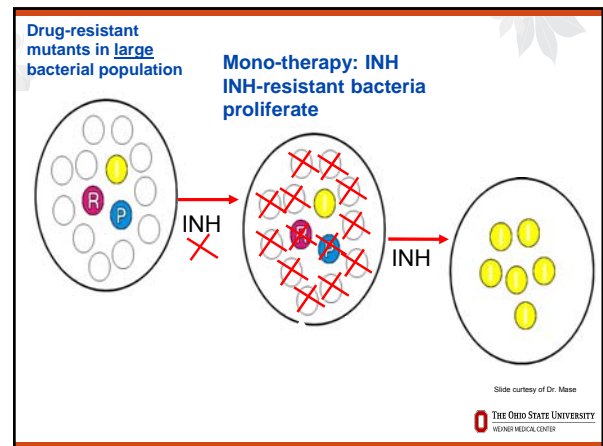 Drug-resistant
mutants in large
bacterial population
Mono-therapy: INH
INH-resistant bacteria
proliferate
I
R
P
INH
I
R
P
INH
I
I
I
I
I
I
Slide curtesy of Dr. Mase
THE OHIO STATE UNIVERSITY
WEXNER MEDICAL CENTER